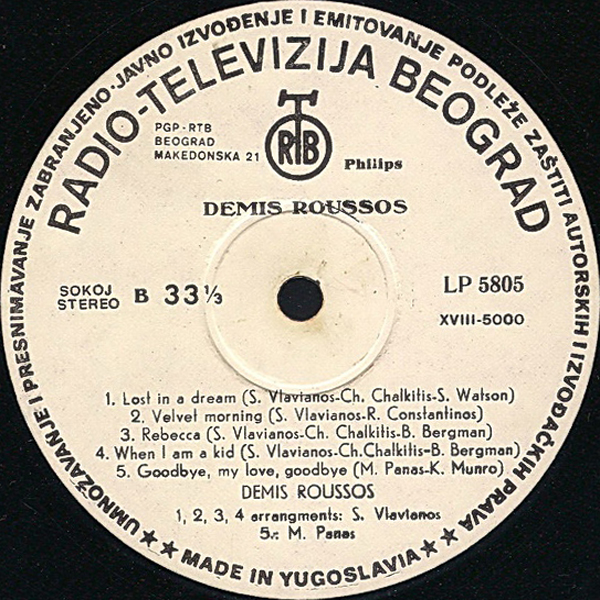 UMNOŽAVANJE I PRESNIMAVANJE ZABRANJENO·JAVNO IZVOĐENJE I EMITOVANJE PODLEŽE ZAŠTITI AUTORSKIH I IZVOĐAČKIH PRAVA
RADIO-TELEVIZIJA BEOGRAD
PGP-RTB
BEOGRAD
MAKEDONSKA 21
RTB
Philips
DEMIS ROUSSOS
SOKOJ
STEREO
B 33⅓
LP 5805
XVIII-5000
1. Lost in a dream (S. Vlavianos-Ch. Chalkitis-S. Watson)
2. Velvet morning (S. Vlavianos-R. Constantinos)
3. Rebecca (S. Vlavianos-Ch. Chalkitis-B. Bergman)
4. When I am a kid (S. Vlavianos-Ch.Chalkitis-B. Bergman)
5. Goodbye, my love, goodbye (M. Panas-K. Munro)
DEMIS ROUSSOS
1, 2, 3, 4 arrangments: S. Vlavianos
5.: M. Panas
★★ MADE IN YUGOSLAVIA ★★